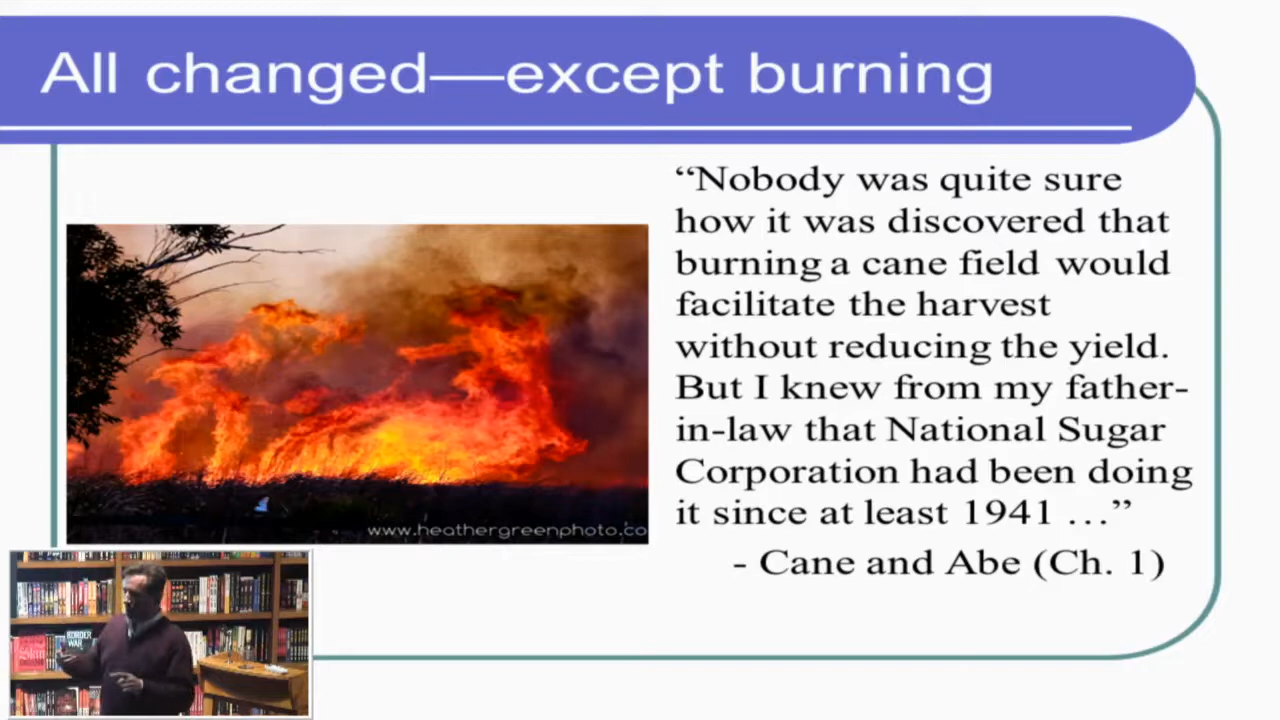 All changed—except burning
“Nobody was quite sure
how it was discovered that
burning a cane field would
facilitate the harvest
without reducing the yield.
But I knew from my father-
in-law that National Sugar
Corporation had been doing
it since at least 1941 …”
- Cane and Abe (Ch. 1)
www.heathergreenphoto.co
BORDER
WAR
Skin